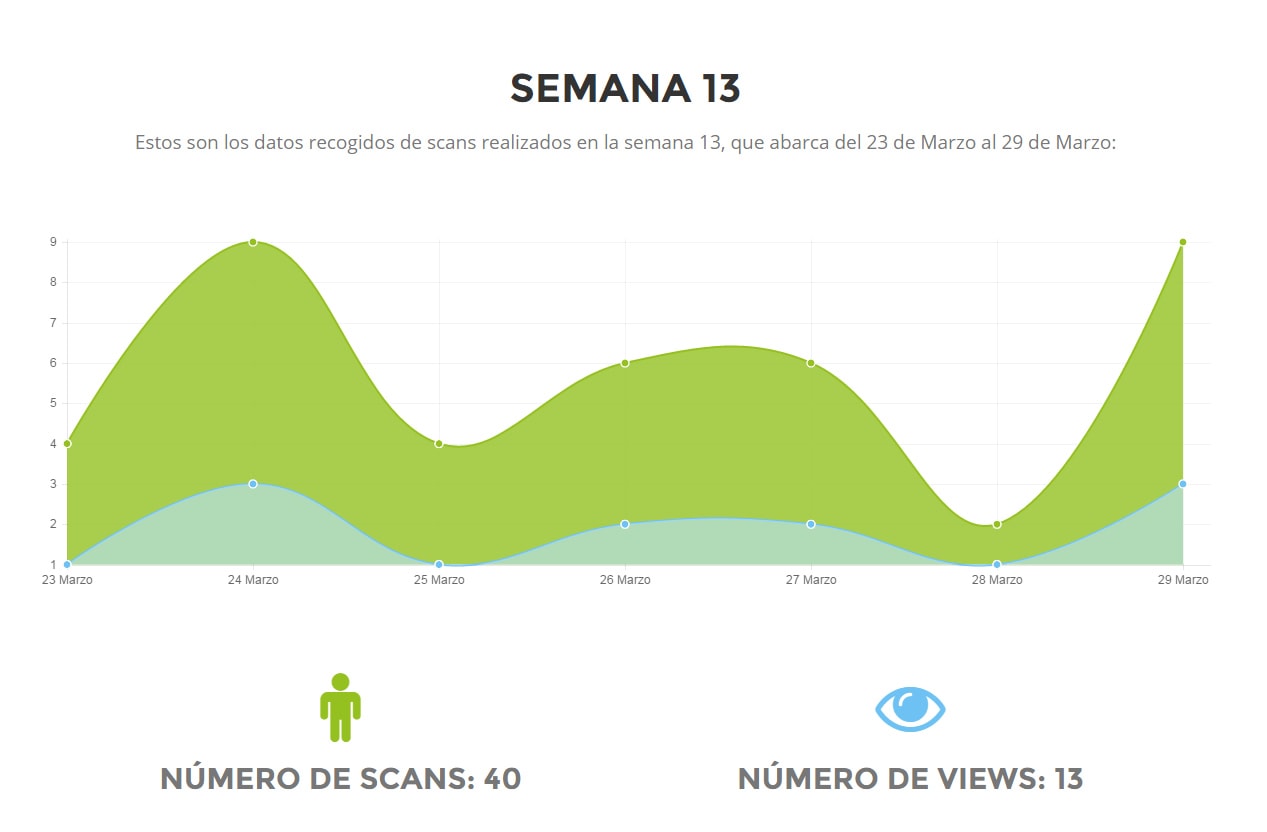 SEMANA 13
Estos son los datos recogidos de scans realizados en la semana 13, que abarca del 23 de Marzo al 29 de Marzo:
9
8
7
6
5
4
3
2
1
23 Marzo 24 Marzo 25 Marzo 26 Marzo 27 Marzo 28 Marzo 29 Marzo
NÚMERO DE SCANS: 40
NÚMERO DE VIEWS: 13